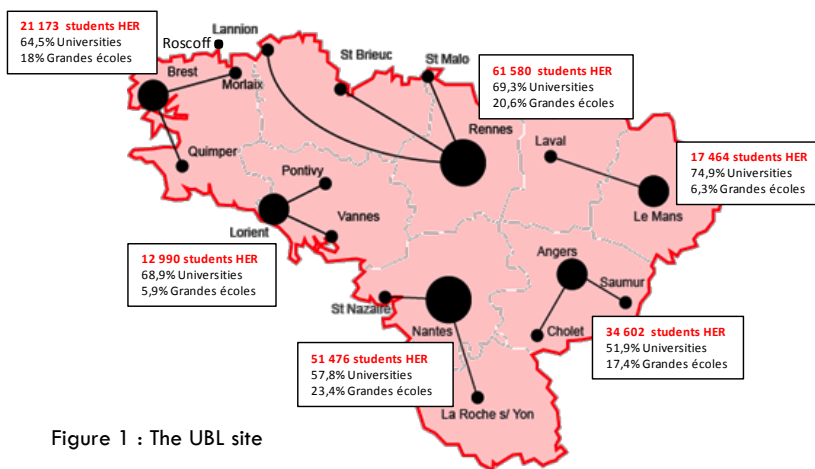 21 173 students HER
64,5% Universities
18% Grandes écoles
Lannion
Roscoff
St Brieuc
St Malo
61 580 students HER
69,3% Universities
20,6% Grandes écoles
Brest
Morlaix
Rennes
Laval
17 464 students HER
74,9% Universities
6,3% Grandes écoles
Quimper
Pontivy
Le Mans
Vannes
Lorient
12 990 students HER
68,9% Universities
5,9% Grandes écoles
Angers
Saumur
St Nazaire
Nantes
Cholet
34 602 students HER
51,9% Universities
17,4% Grandes écoles
51 476 students HER
57,8% Universities
23,4% Grandes écoles
La Roche s/ Yon
Figure 1 : The UBL site